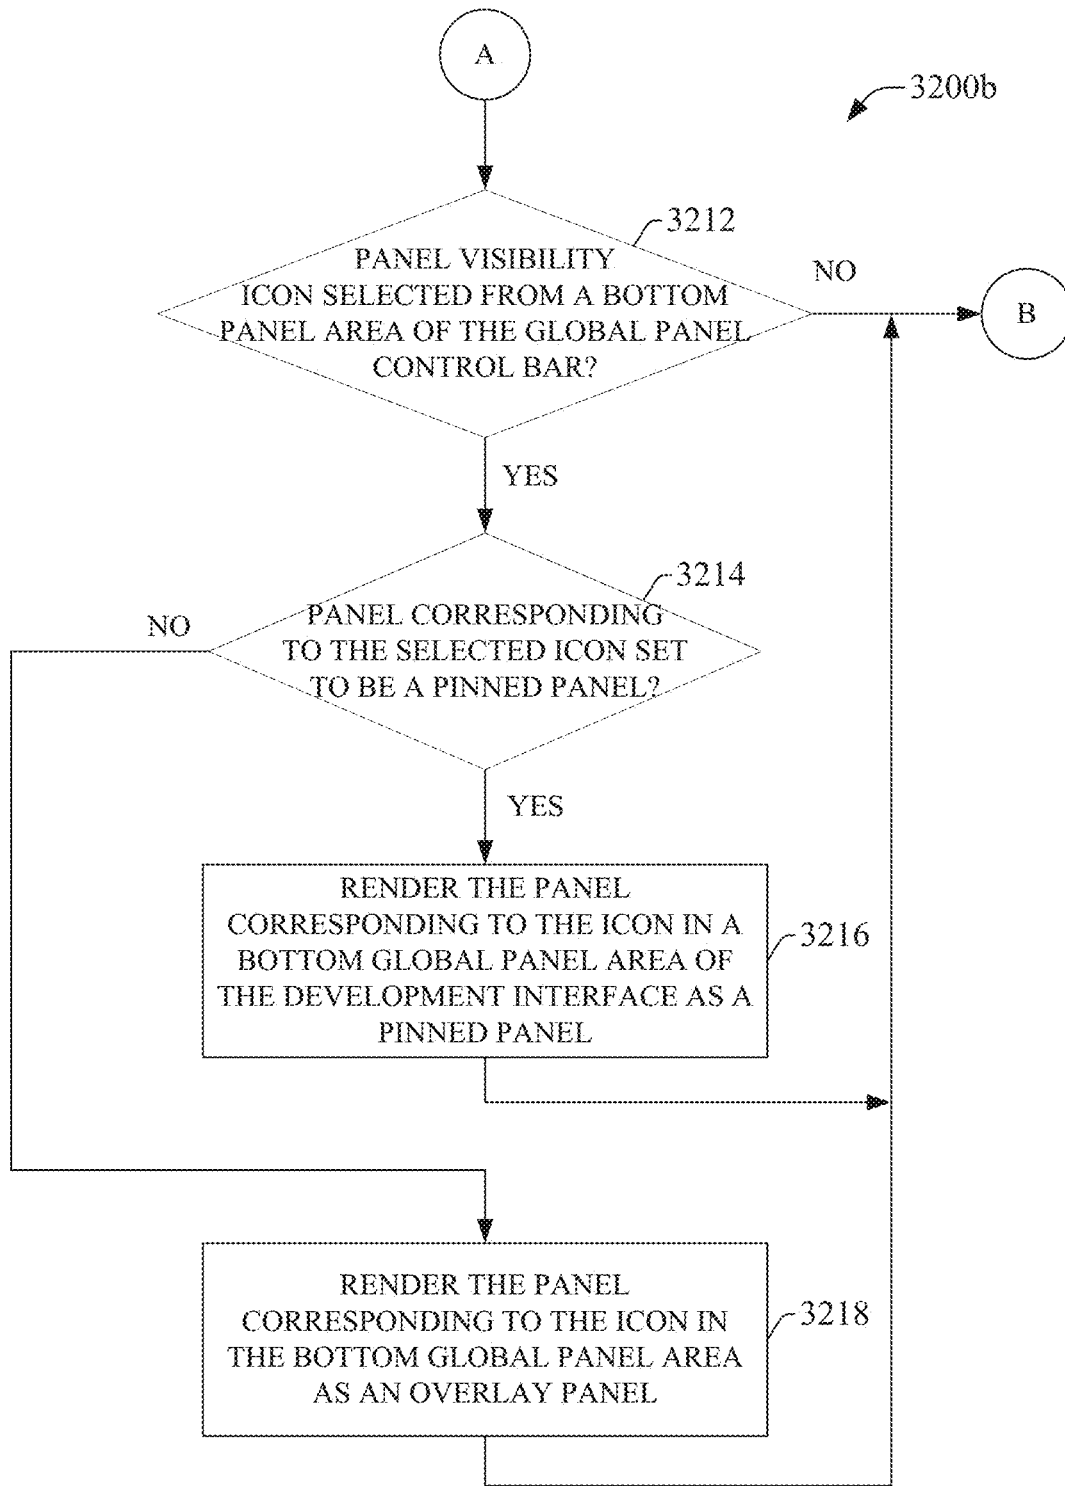 A
3200b
3212
PANEL VISIBILITY
ICON SELECTED FROM A BOTTOM
PANEL AREA OF THE GLOBAL PANEL
CONTROL BAR?
NO
B
YES
3214
NO
PANEL CORRESPONDING
TO THE SELECTED ICON SET
TO BE A PINNED PANEL?
YES
RENDER THE PANEL
CORRESPONDING TO THE ICON IN A
BOTTOM GLOBAL PANEL AREA OF
THE DEVELOPMENT INTERFACE AS A
PINNED PANEL
3216
RENDER THE PANEL
CORRESPONDING TO THE ICON IN
THE BOTTOM GLOBAL PANEL AREA
AS AN OVERLAY PANEL
3218